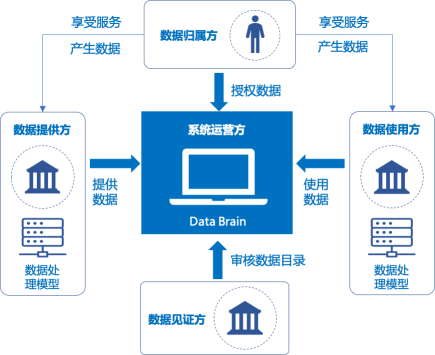 享受服务
产生数据
数据归属方
享受服务
产生数据
授权数据
数据提供方
数据处
理模型
提供
数据
系统运营方
Data Brain
使用
数据
数据使用方
数据处
理模型
审核数据目录
数据见证方